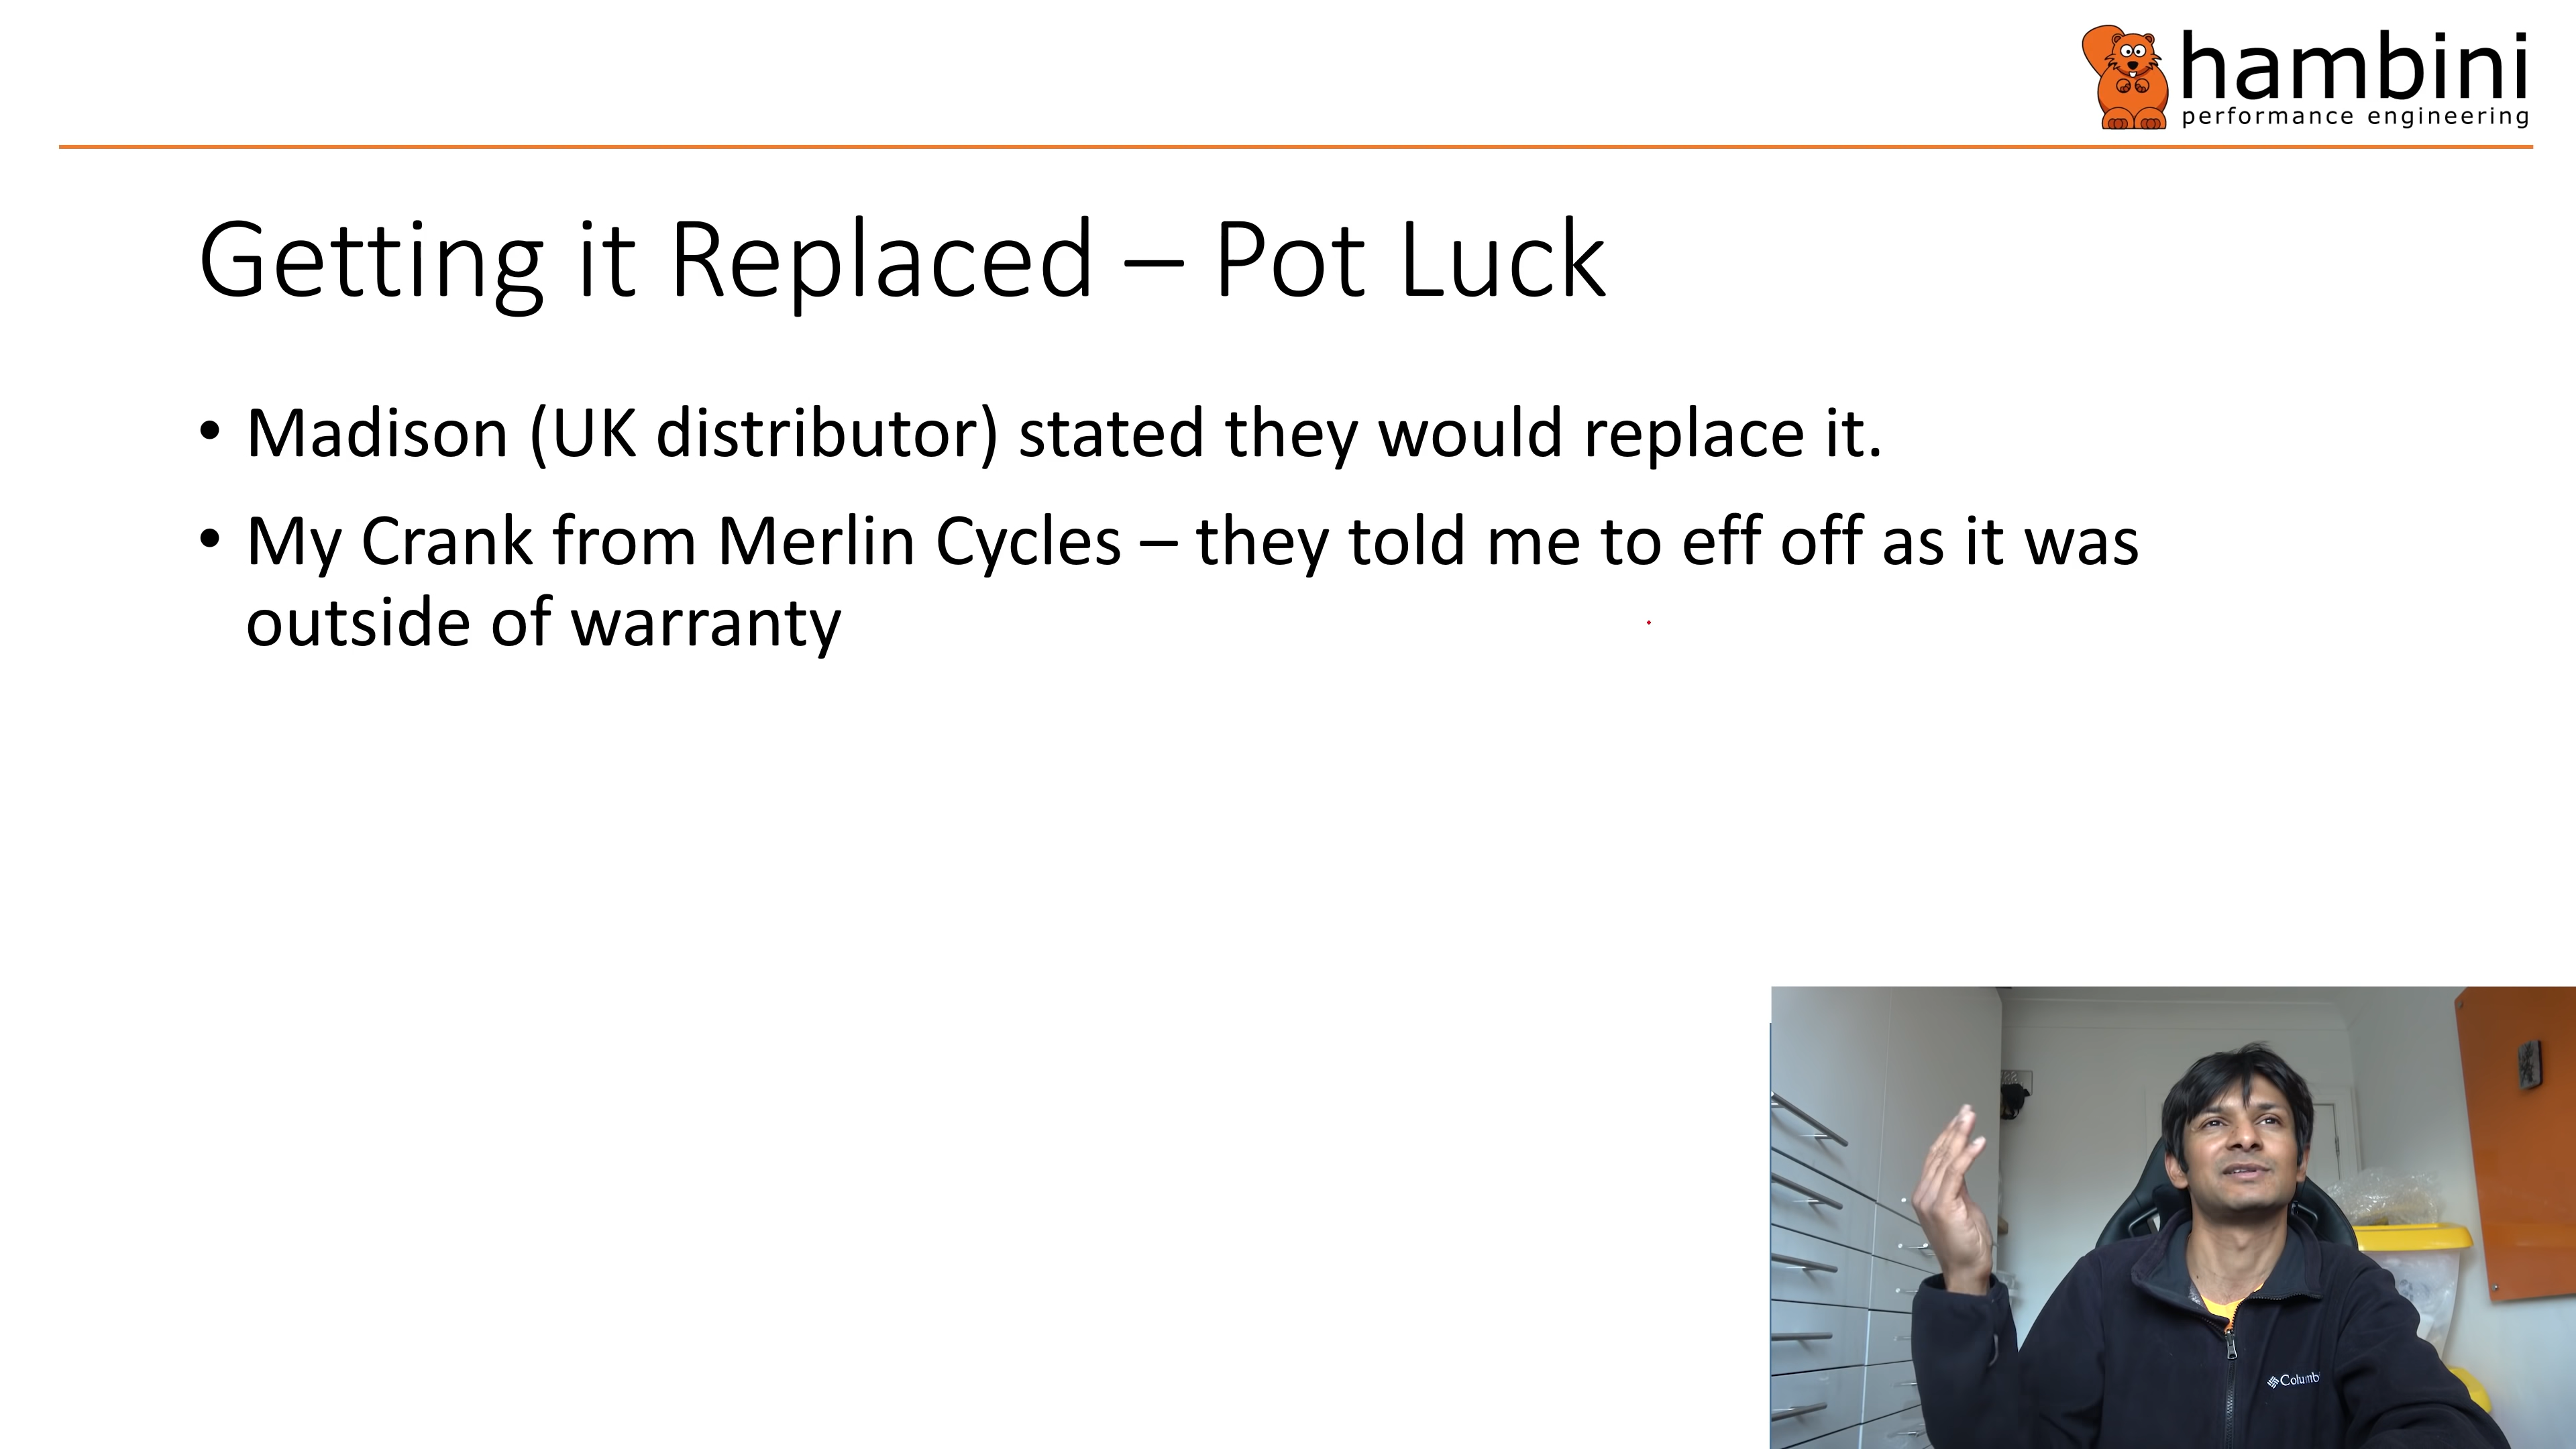 hambini
performance engineering
Getting it Replaced – Pot Luck
• Madison (UK distributor) stated they would replace it.
• My Crank from Merlin Cycles – they told me to eff off as it was
outside of warranty